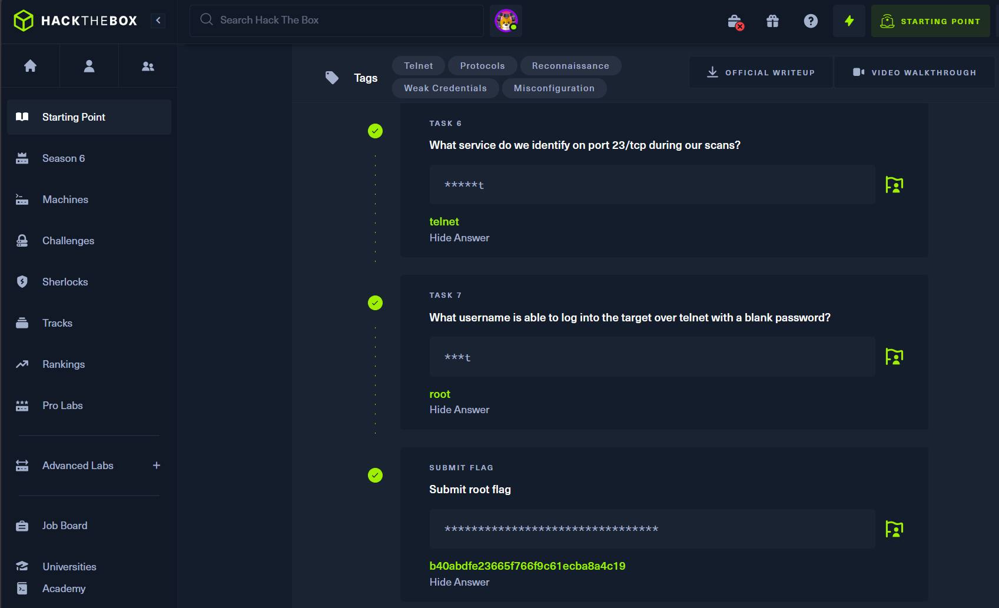 HACKTHEBOX
Search Hack The Box
STARTING POINT
Starting Point
Season 6
Machines
Challenges
Sherlocks
Tracks
Rankings
Pro Labs
Advanced Labs +
Job Board
Universities
Academy
Tags
Telnet Protocols Reconnaissance
Weak Credentials Misconfiguration
OFFICIAL WRITEUP
VIDEO WALKTHROUGH
TASK 6
What service do we identify on port 23/tcp during our scans?
*****t
telnet
Hide Answer
TASK 7
What username is able to log into the target over telnet with a blank password?
***t
root
Hide Answer
SUBMIT FLAG
Submit root flag
********************************
b40abdfe23665f766f9c61ecba8a4c19
Hide Answer